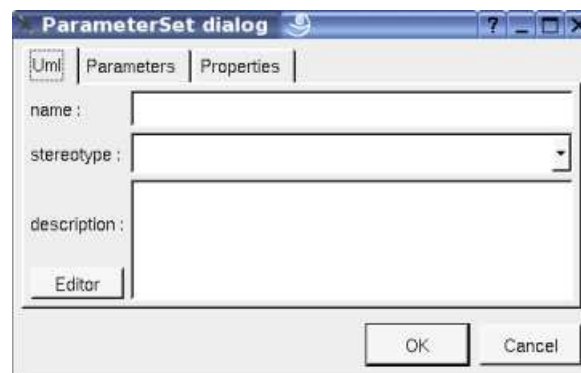 ParameterSet dialog
Uml Parameters Properties
name :
stereotype :
description :
Editor
OK Cancel